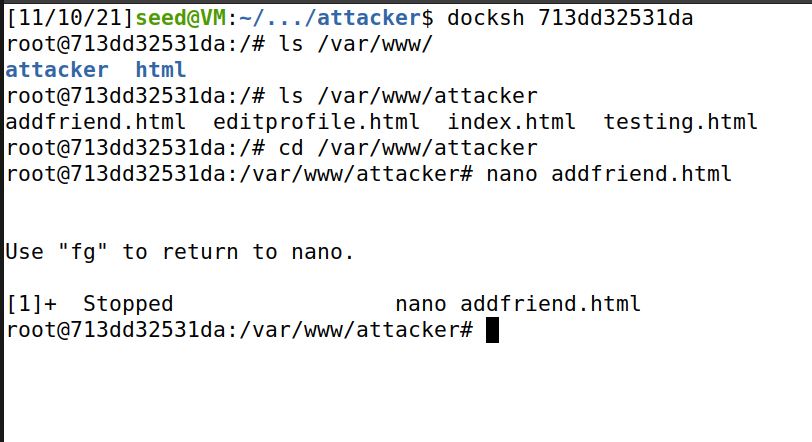 [11/10/21]seed@VM:~/.../attacker$ docksh 713dd32531da
root@713dd32531da:/# ls /var/www/
attacker  html
root@713dd32531da:/# ls /var/www/attacker
addfriend.html  editprofile.html  index.html  testing.html
root@713dd32531da:/# cd /var/www/attacker
root@713dd32531da:/var/www/attacker# nano addfriend.html
Use "fg" to return to nano.
[1]+  Stopped                 nano addfriend.html
root@713dd32531da:/var/www/attacker#